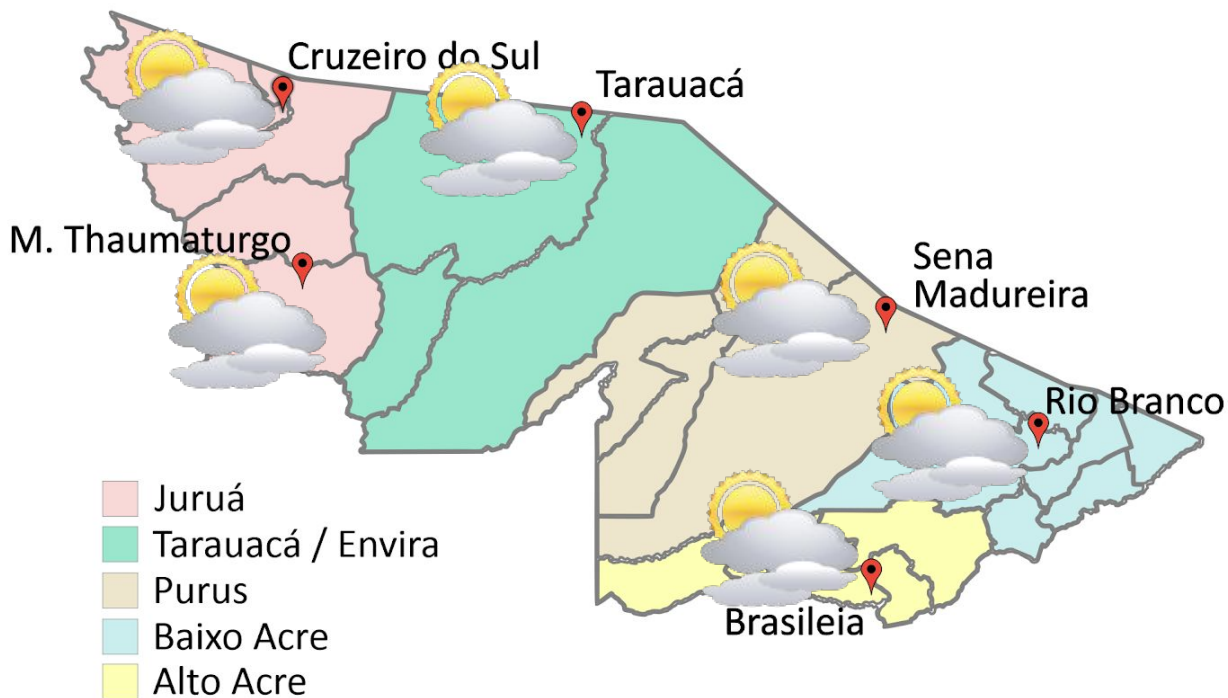 Cruzeiro do Sul
Tarauacá
M. Thaumaturgo
Sena
Madureira
Rio Branco
Brasileia
Juruá
Tarauacá / Envira
Purus
Baixo Acre
Alto Acre